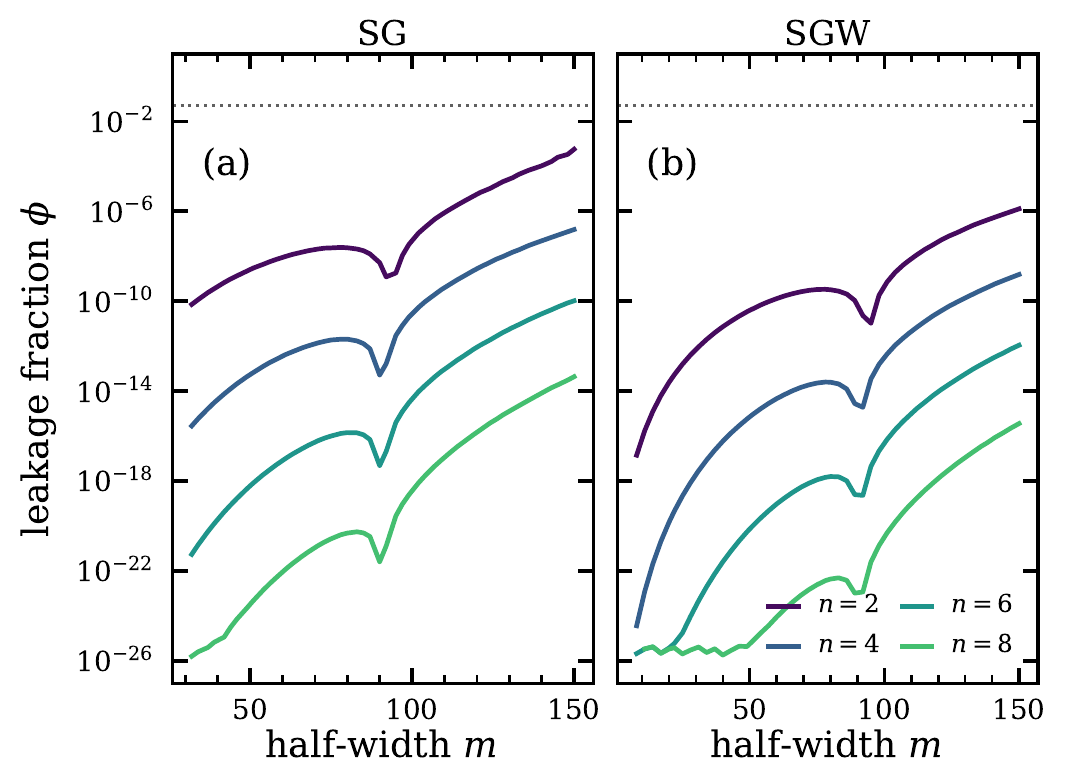 SG
SGW
(a)
(b)
leakage fraction ϕ
10⁻²
10⁻⁶
10⁻¹⁰
10⁻¹⁴
10⁻¹⁸
10⁻²²
10⁻²⁶
n = 2
n = 6
n = 4
n = 8
50
100
150
50
100
150
half-width m
half-width m